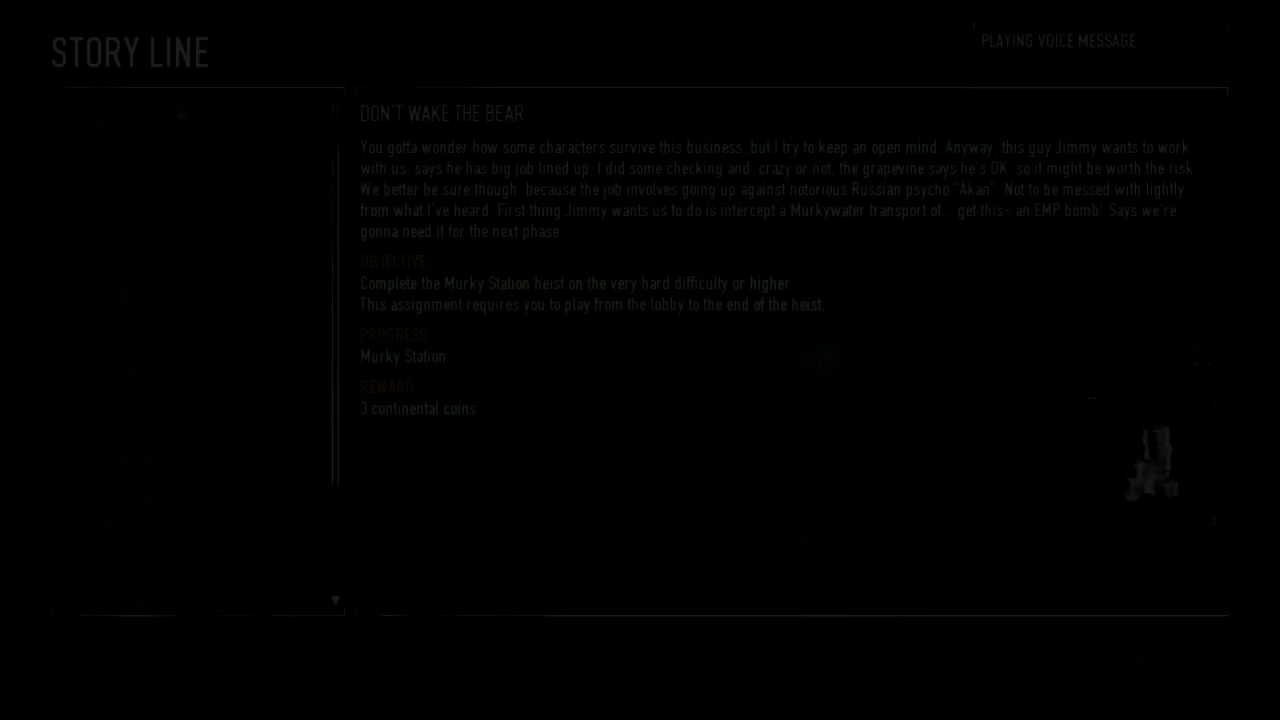 STORY LINE
PLAYING VOICE MESSAGE
DON'T WAKE THE BEAR
You gotta wonder how some characters survive this business, but I try to keep an open mind. Anyway, this guy Jimmy wants to work
with us, says he has big job lined up. I did some checking and, crazy or not, the grapevine says he's OK, so it might be worth the risk.
We better be sure though, because the job involves going up against notorious Russian psycho "Akan". Not to be messed with lightly
from what I've heard. First thing Jimmy wants us to do is intercept a Murkywater transport of... get this- an EMP bomb! Says we're
gonna need it for the next phase.
OBJECTIVE:
Complete the Murky Station heist on the very hard difficulty or higher.
This assignment requires you to play from the lobby to the end of the heist.
PROGRESS:
Murky Station
REWARD:
3 continental coins